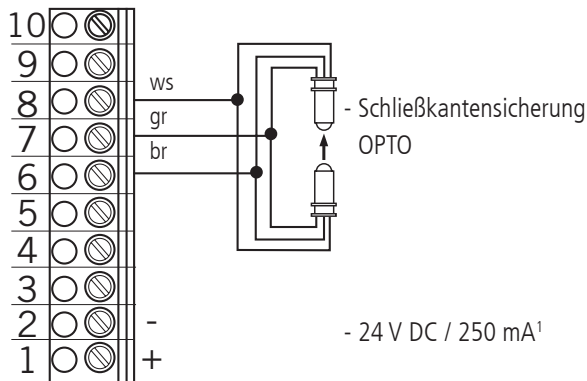 10
9
8 ws
7 gr
6 br
5
4
3
2 -
1 +
- Schließkantensicherung
OPTO
- 24 V DC / 250 mA¹